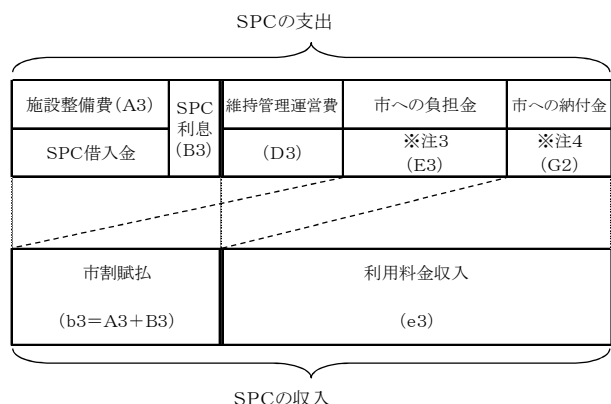 SPCの支出
施設整備費(A3)
SPC借入金
SPC
利息
(B3)
維持管理運営費
(D3)
市への負担金
※注3
(E3)
市への納付金
※注4
(G2)
市割賦払
(b3=A3+B3)
利用料金収入
(e3)
SPCの収入